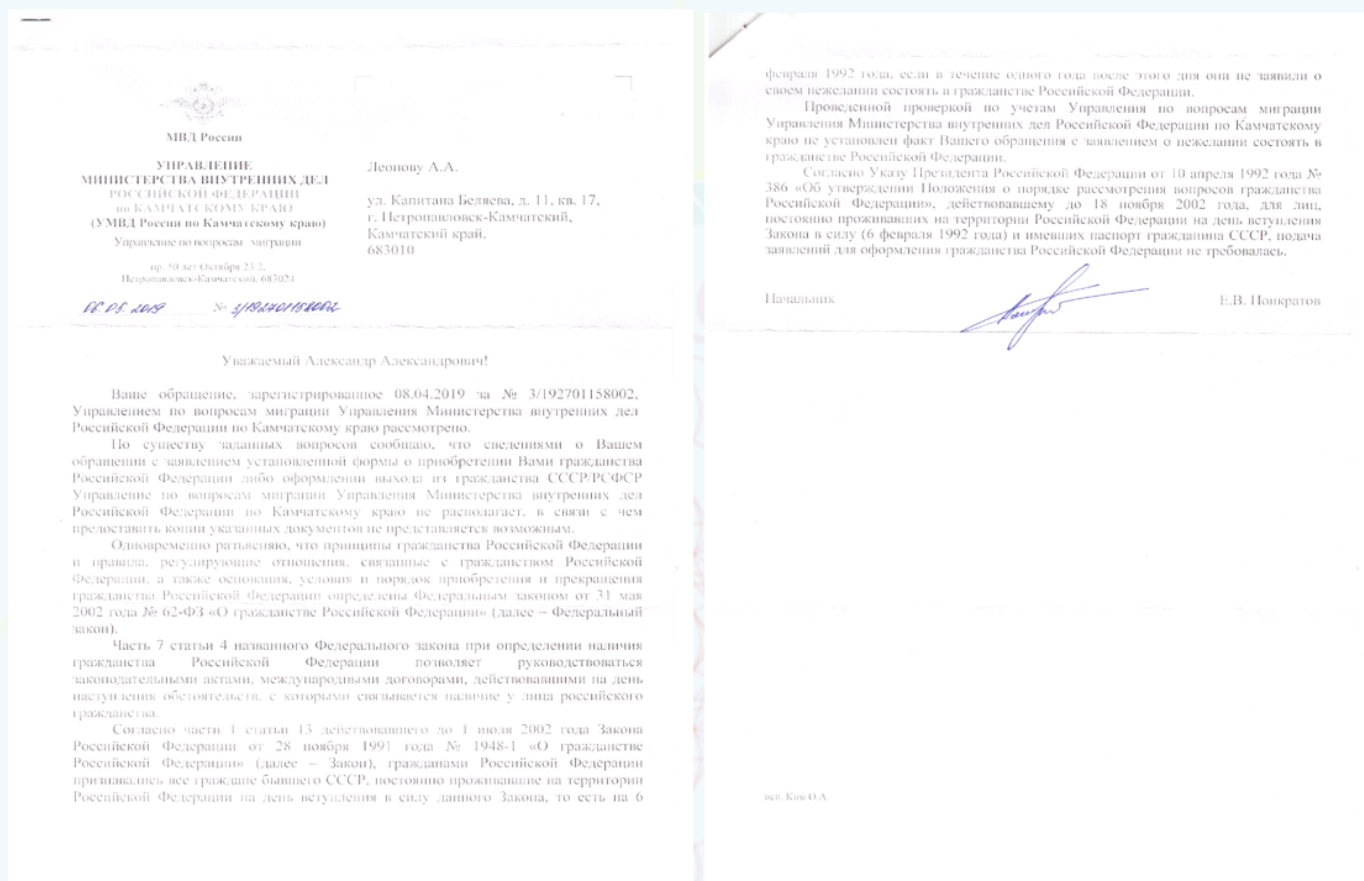 МВД России
УПРАВЛЕНИЕ
МИНИСТЕРСТВА ВНУТРЕННИХ ДЕЛ
РОССИЙСКОЙ ФЕДЕРАЦИИ
по КАМЧАТСКОМУ КРАЮ
(УМВД России по Камчатскому краю)
Управление по вопросам миграции
пр. 50 лет Октября 23/2,
Петропавловск-Камчатский, 683024
06.05.2019 № 3/192701158002
Леонову А.А.
ул. Капитана Беляева, д. 11, кв. 17,
г. Петропавловск-Камчатский,
Камчатский край,
683010
Уважаемый Александр Александрович!
Ваше обращение, зарегистрированное 08.04.2019 за № 3/192701158002,
Управлением по вопросам миграции Управления Министерства внутренних дел
Российской Федерации по Камчатскому краю рассмотрено.
По существу заданных вопросов сообщаю, что сведениями о Вашем
обращении с заявлением установленной формы о приобретении Вами гражданства
Российской Федерации либо оформлении выхода из гражданства СССР/РСФСР
Управление по вопросам миграции Управления Министерства внутренних дел
Российской Федерации по Камчатскому краю не располагает, в связи с чем
предоставить копии указанных документов не представляется возможным.
Одновременно разъясняю, что принципы гражданства Российской Федерации
и правила, регулирующие отношения, связанные с гражданством Российской
Федерации, а также основания, условия и порядок приобретения и прекращения
гражданства Российской Федерации определены Федеральным законом от 31 мая
2002 года № 62-ФЗ «О гражданстве Российской Федерации» (далее – Федеральный
закон).
Часть 7 статьи 4 названного Федерального закона при определении наличия
гражданства Российской Федерации позволяет руководствоваться
законодательными актами, международными договорами, действовавшими на день
наступления обстоятельств, с которыми связывается наличие у лица российского
гражданства.
Согласно части 1 статьи 13 действовавшего до 1 июля 2002 года Закона
Российской Федерации от 28 ноября 1991 года № 1948-1 «О гражданстве
Российской Федерации» (далее – Закон), гражданами Российской Федерации
признавались все граждане бывшего СССР, постоянно проживавшие на территории
Российской Федерации на день вступления в силу данного Закона, то есть на 6
февраля 1992 года, если в течение одного года после этого дня они не заявили о
своем нежелании состоять в гражданстве Российской Федерации.
Проведенной проверкой по учетам Управления по вопросам миграции
Управления Министерства внутренних дел Российской Федерации по Камчатскому
краю не установлен факт Вашего обращения с заявлением о нежелании состоять в
гражданстве Российской Федерации.
Согласно Указу Президента Российской Федерации от 10 апреля 1992 года №
386 «Об утверждении Положения о порядке рассмотрения вопросов гражданства
Российской Федерации», действовавшему до 18 ноября 2002 года, для лиц,
постоянно проживавших на территории Российской Федерации на день вступления
Закона в силу (6 февраля 1992 года) и имевших паспорт гражданина СССР, подача
заявлений для оформления гражданства Российской Федерации не требовалась.
Начальник Е.В. Понкратов
исп. Ким О.А.